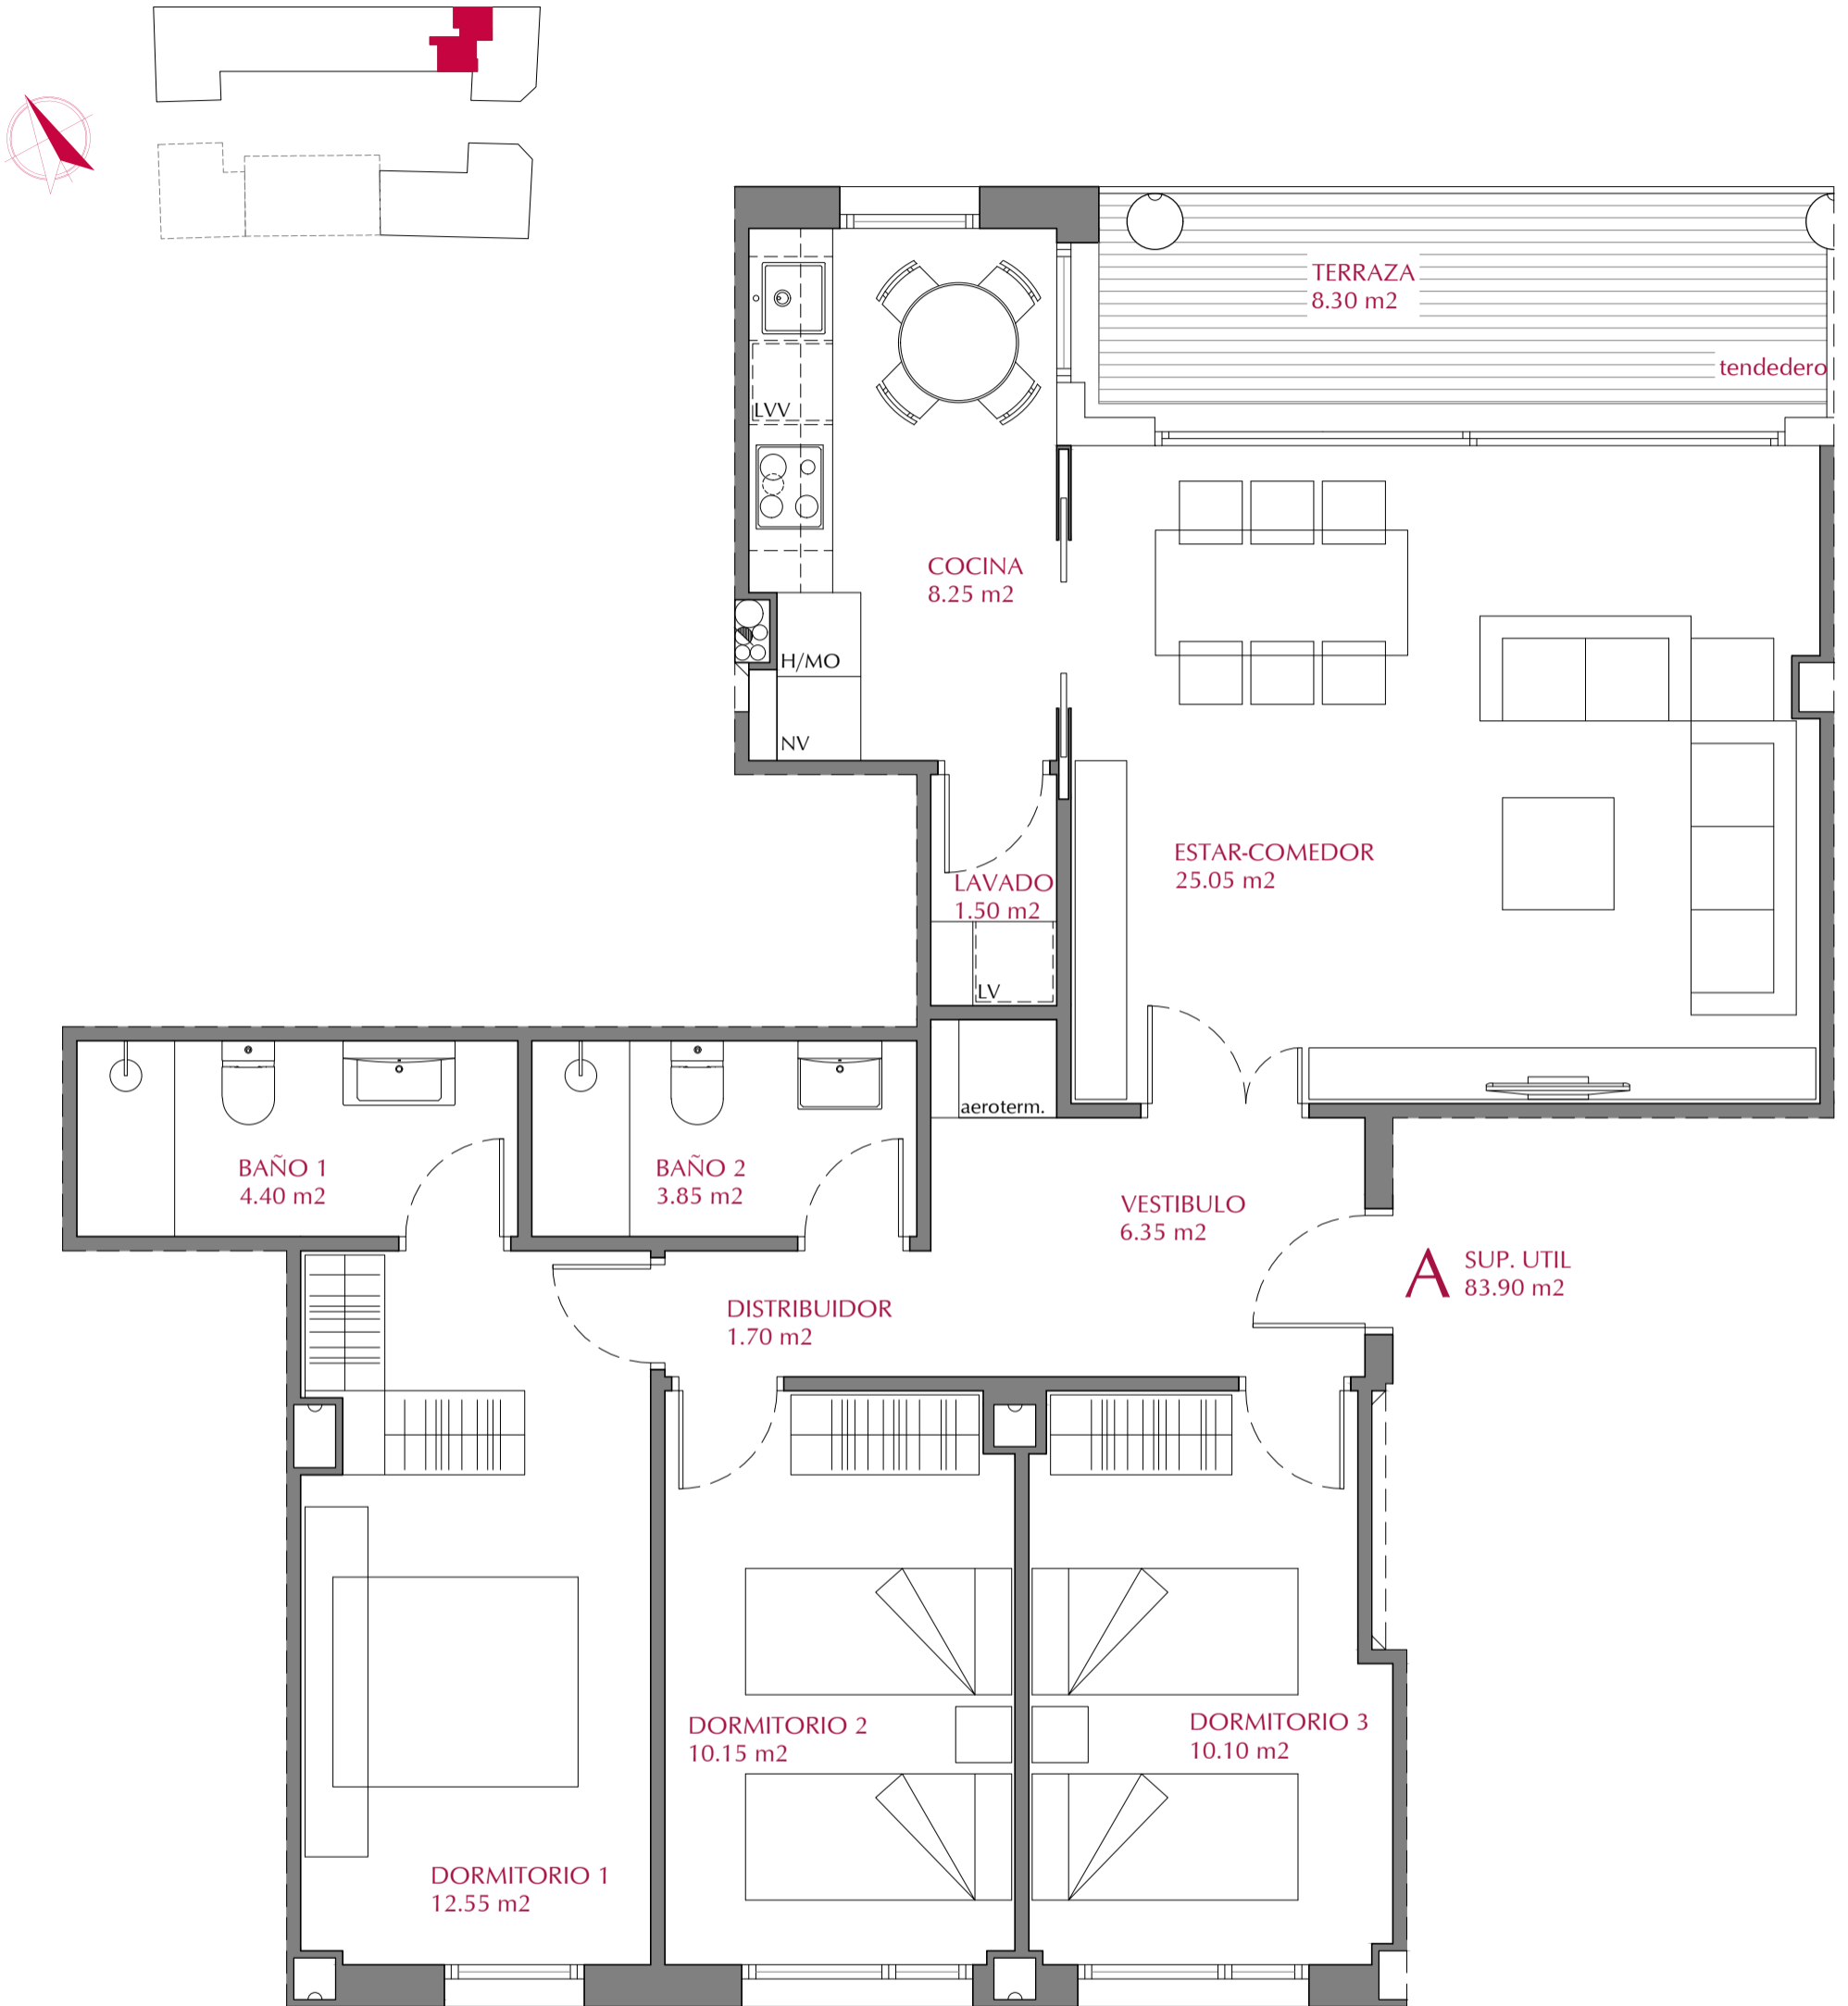 TERRAZA
8.30 m2
tendedero
LVV
COCINA
8.25 m2
H/MO
NV
ESTAR-COMEDOR
25.05 m2
LAVADO
1.50 m2
LV
aeroterm.
BAÑO 1
4.40 m2
BAÑO 2
3.85 m2
VESTIBULO
6.35 m2
A
SUP. UTIL
83.90 m2
DISTRIBUIDOR
1.70 m2
DORMITORIO 2
10.15 m2
DORMITORIO 3
10.10 m2
DORMITORIO 1
12.55 m2